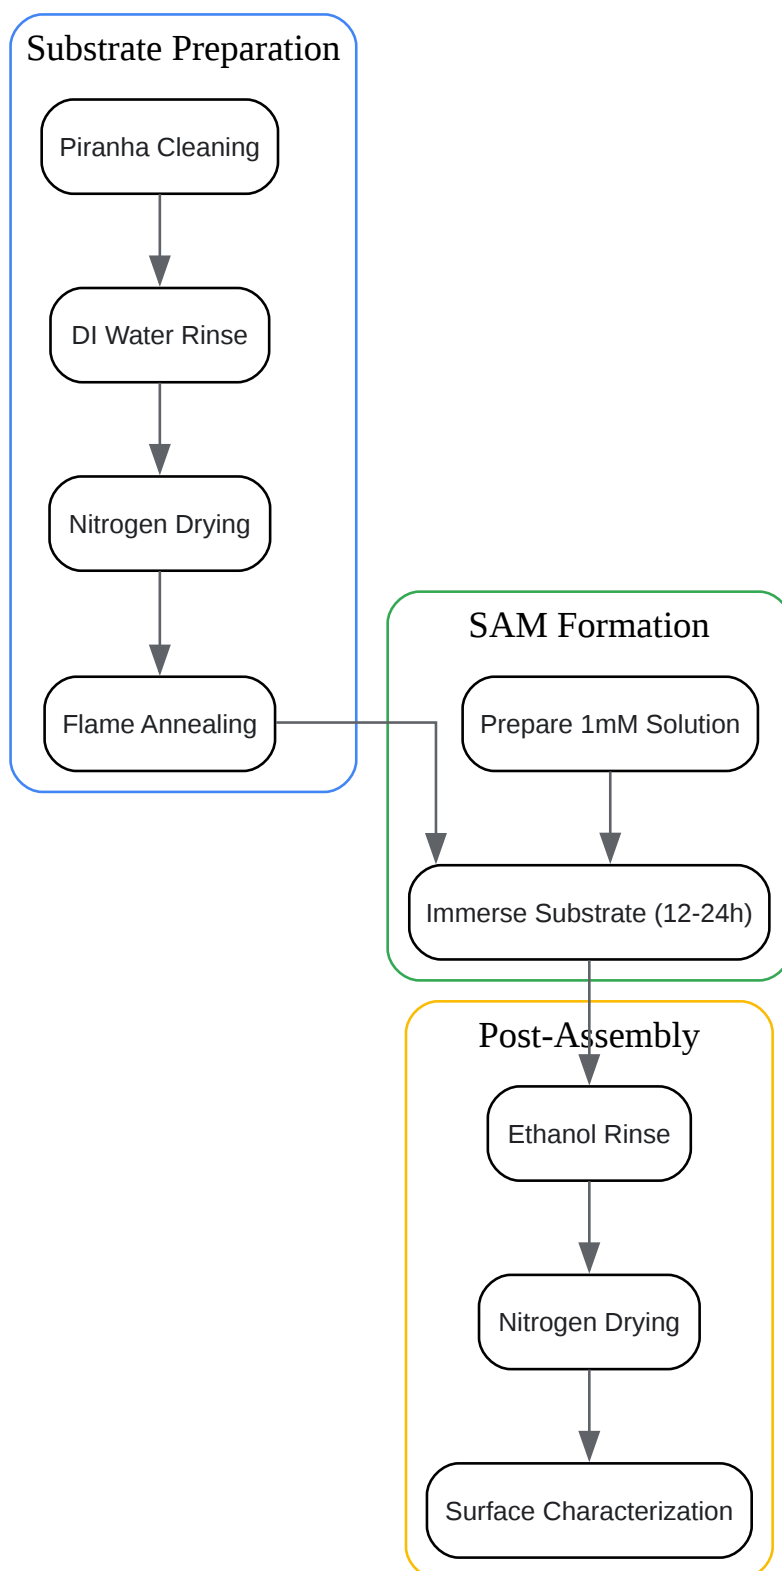 Substrate Preparation
Piranha Cleaning
DI Water Rinse
Nitrogen Drying
Flame Annealing
SAM Formation
Prepare 1mM Solution
Immerse Substrate (12-24h)
Post-Assembly
Ethanol Rinse
Nitrogen Drying
Surface Characterization